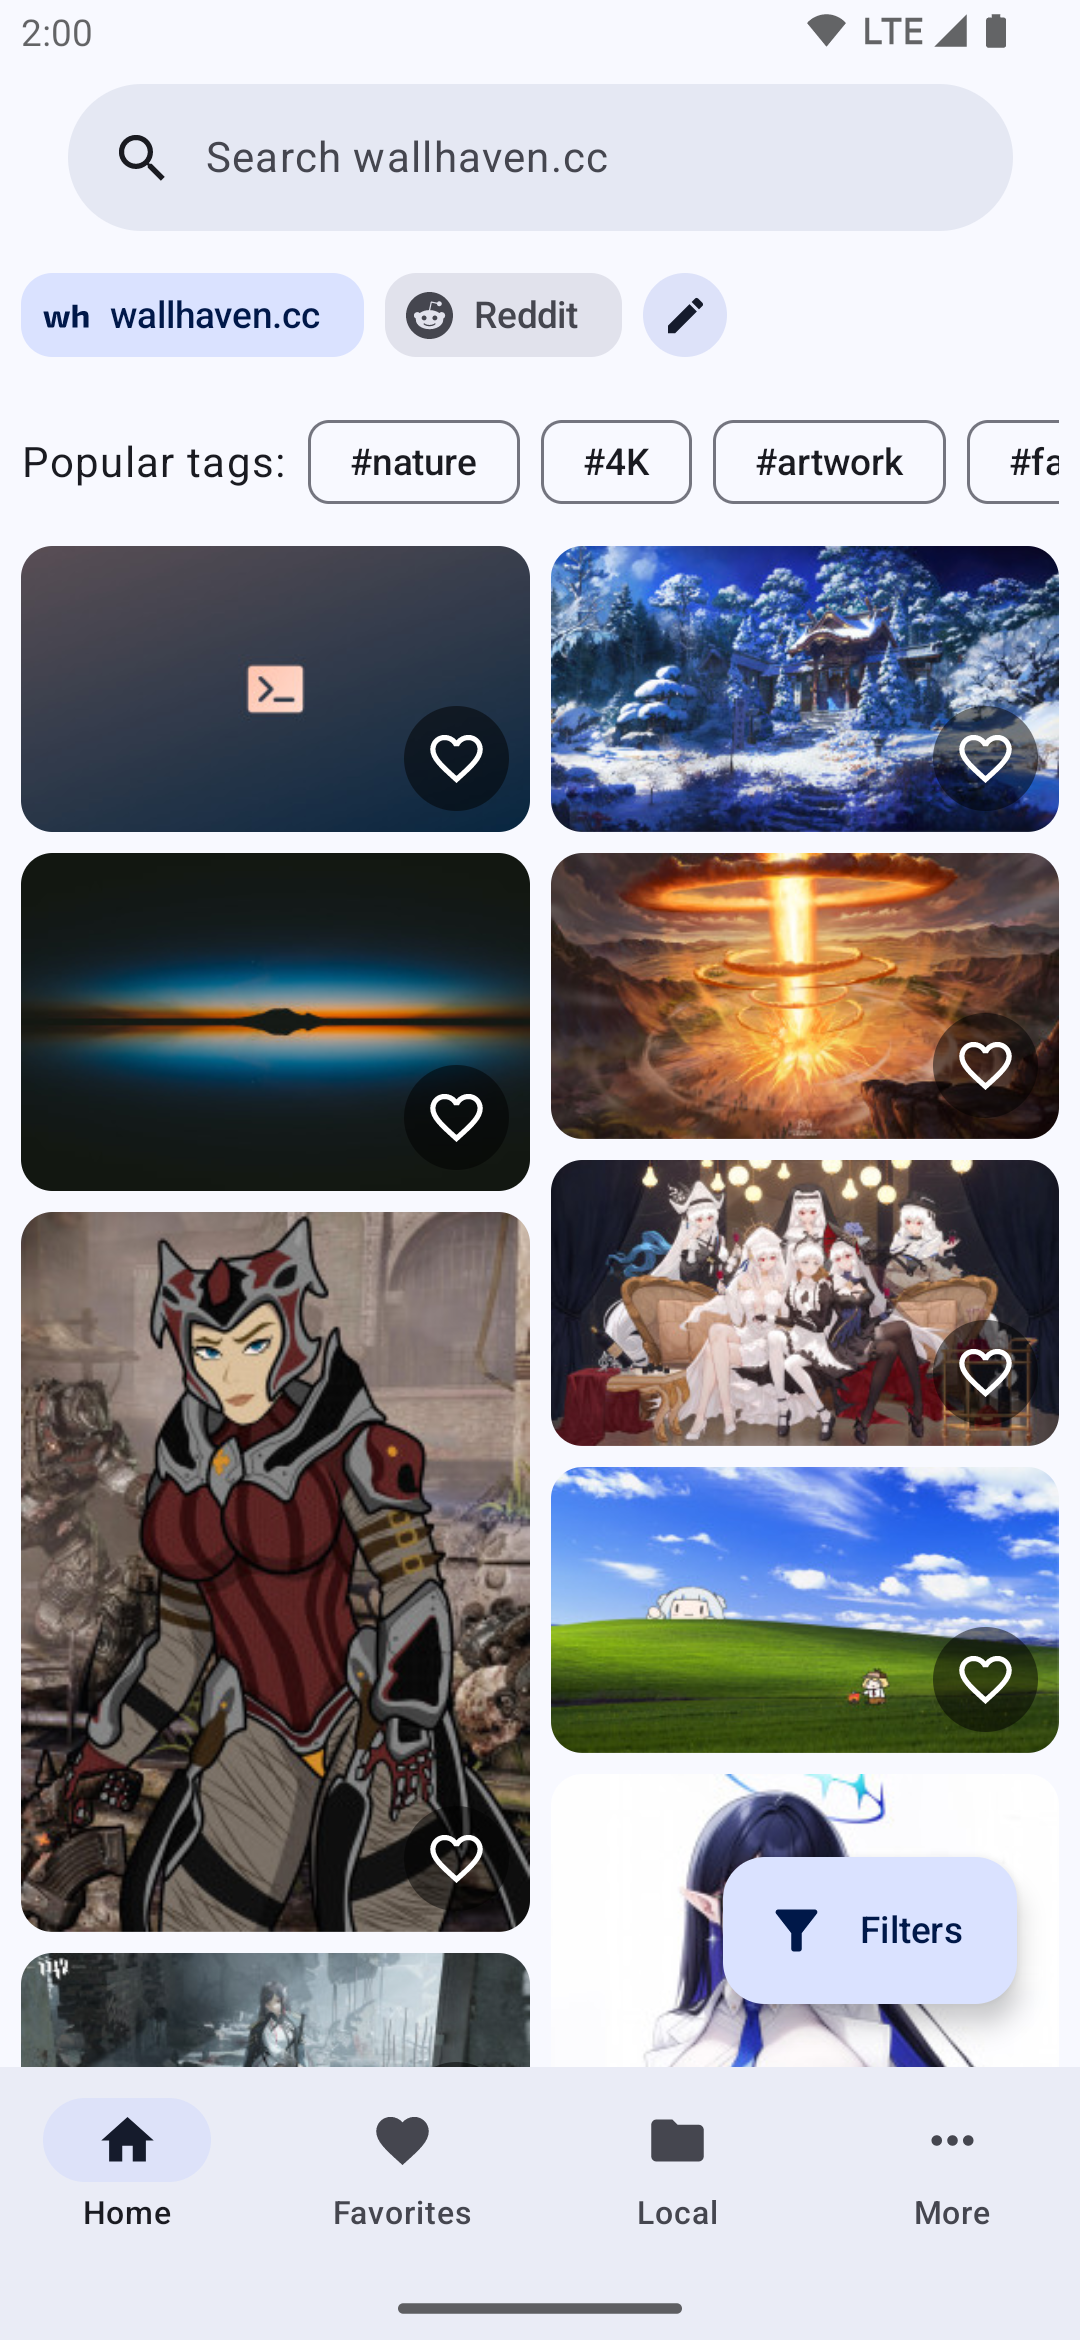 2:00 LTE
Search wallhaven.cc
wh wallhaven.cc Reddit
Popular tags: #nature #4K #artwork #fa
>_
Filters
Home Favorites Local More